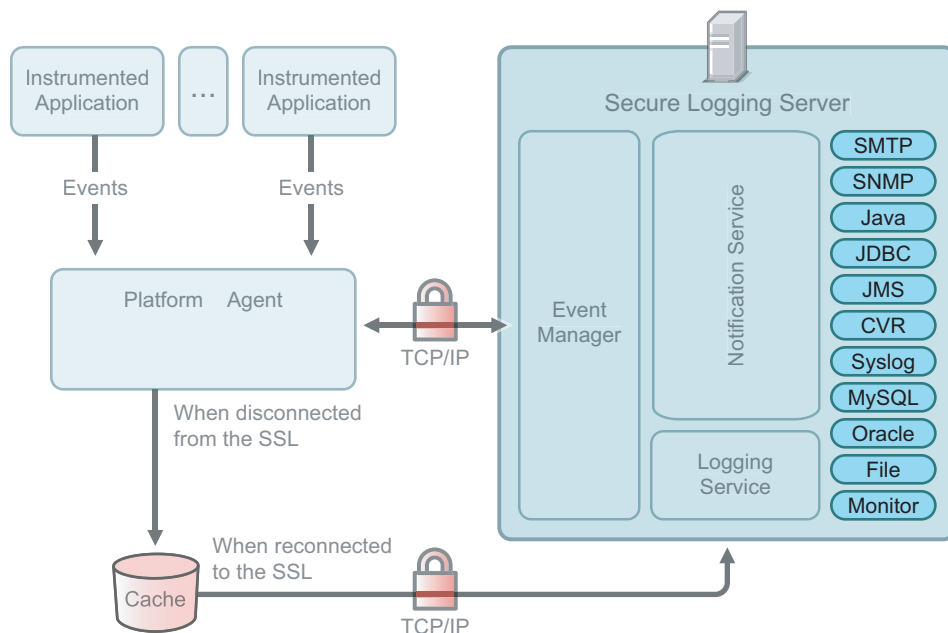 Instrumented
Application
...
Instrumented
Application
Events
Events
Platform Agent
TCP/IP
When disconnected
from the SSL
When reconnected
to the SSL
Cache
TCP/IP
Secure Logging Server
Event
Manager
Notification Service
Logging
Service
SMTP
SNMP
Java
JDBC
JMS
CVR
Syslog
MySQL
Oracle
File
Monitor